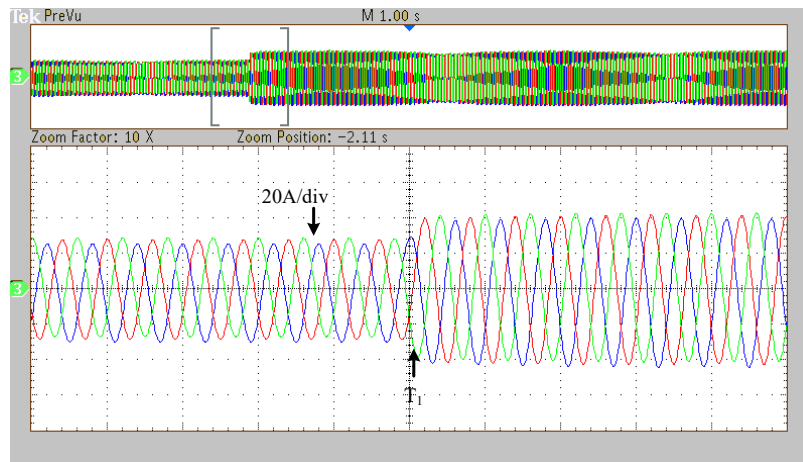 Tek PreVu M 1.00 s
3
Zoom Factor: 10 X Zoom Position: -2.11 s
20A/div
3
T1